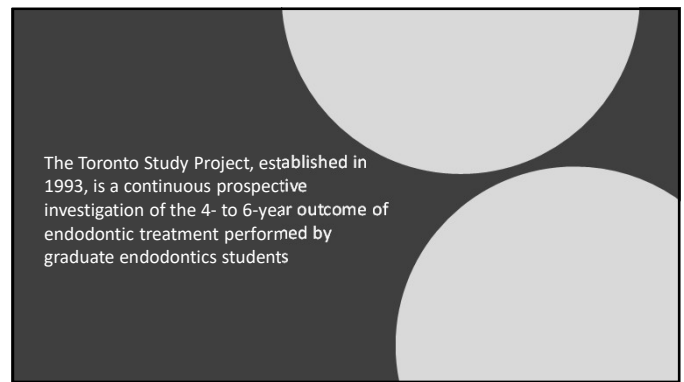 The Toronto Study Project, established in
1993, is a continuous prospective
investigation of the 4- to 6-year outcome of
endodontic treatment performed by
graduate endodontics students